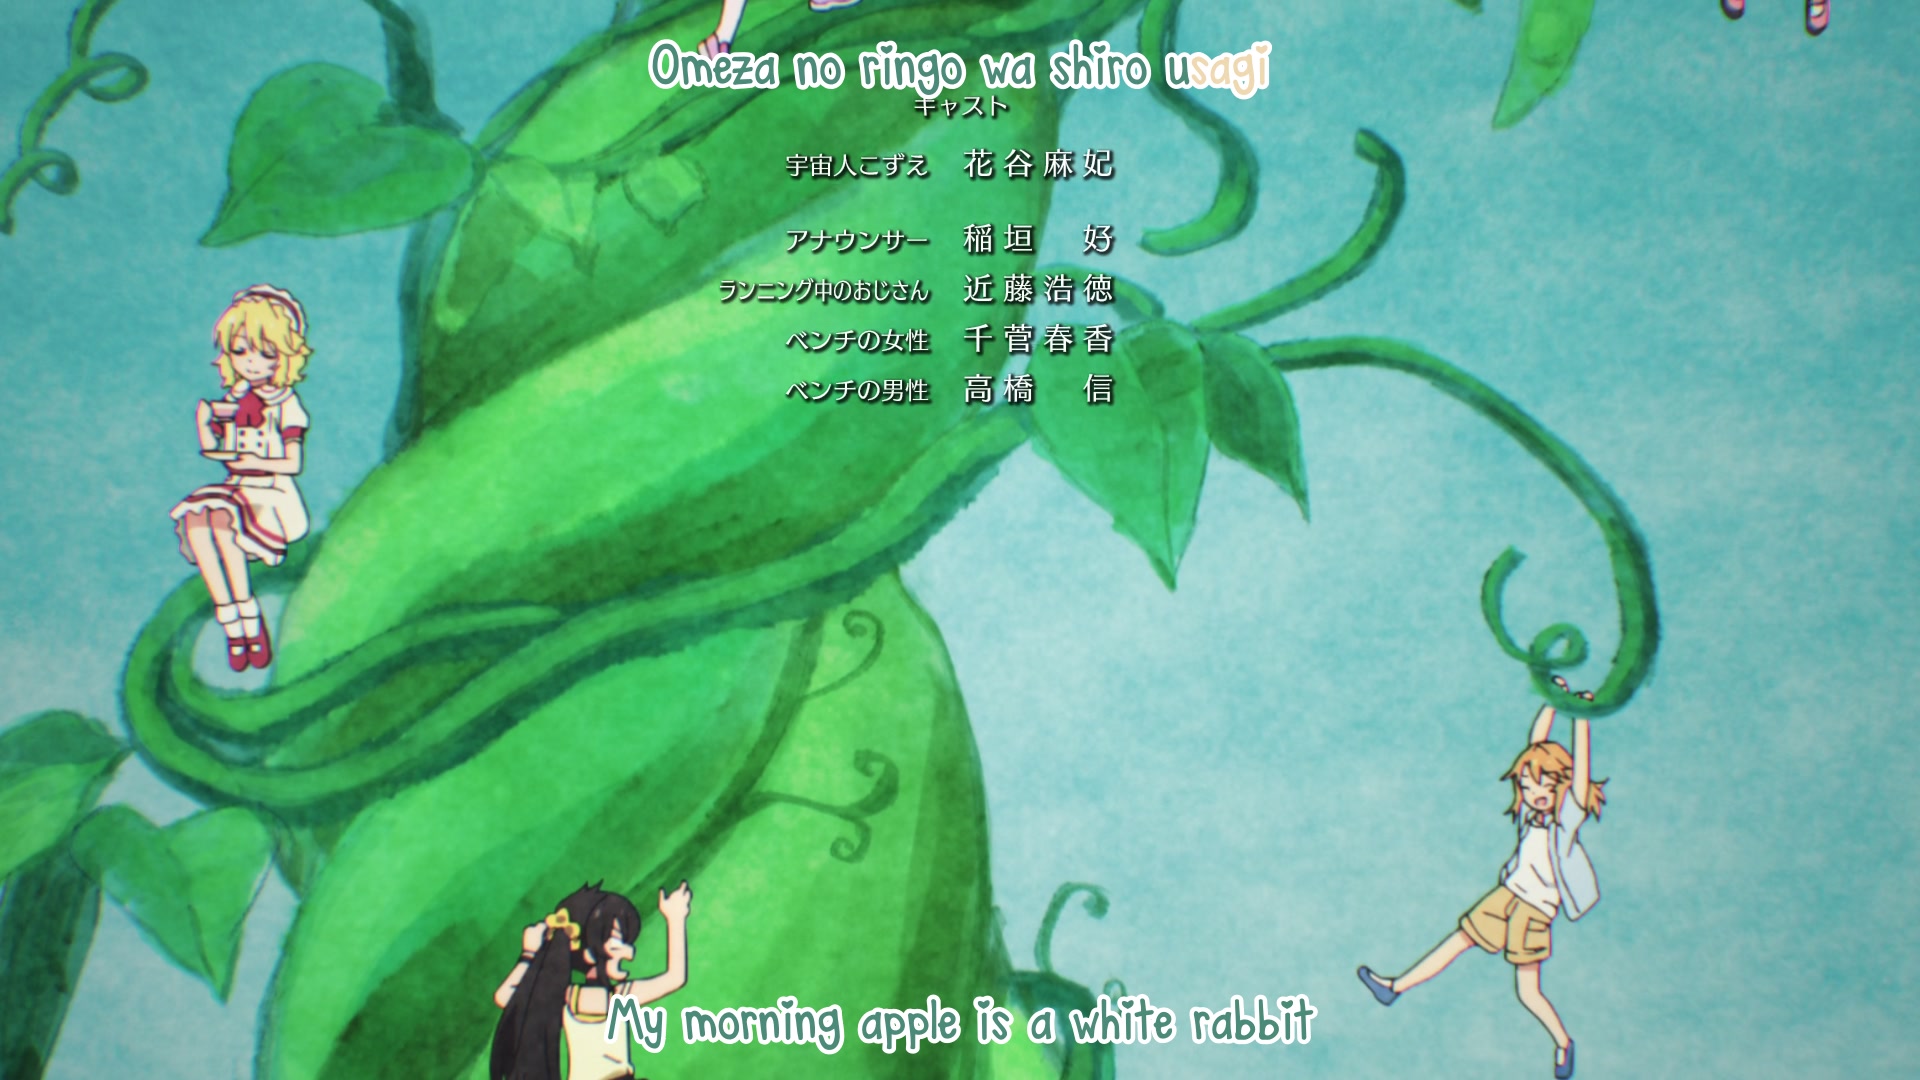 Omeza no ringo wa shiro usagi
キャスト
宇宙人こずえ 花谷麻妃
アナウンサー 稲垣 好
ランニング中のおじさん 近藤浩徳
ベンチの女性 千菅春香
ベンチの男性 高橋 信
My morning apple is a white rabbit